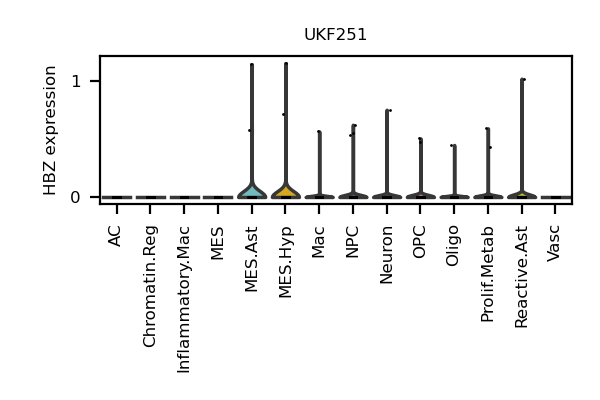 UKF251
HBZ expression
1
0
AC
Chromatin.Reg
Inflammatory.Mac
MES
MES.Ast
MES.Hyp
Mac
NPC
Neuron
OPC
Oligo
Prolif.Metab
Reactive.Ast
Vasc